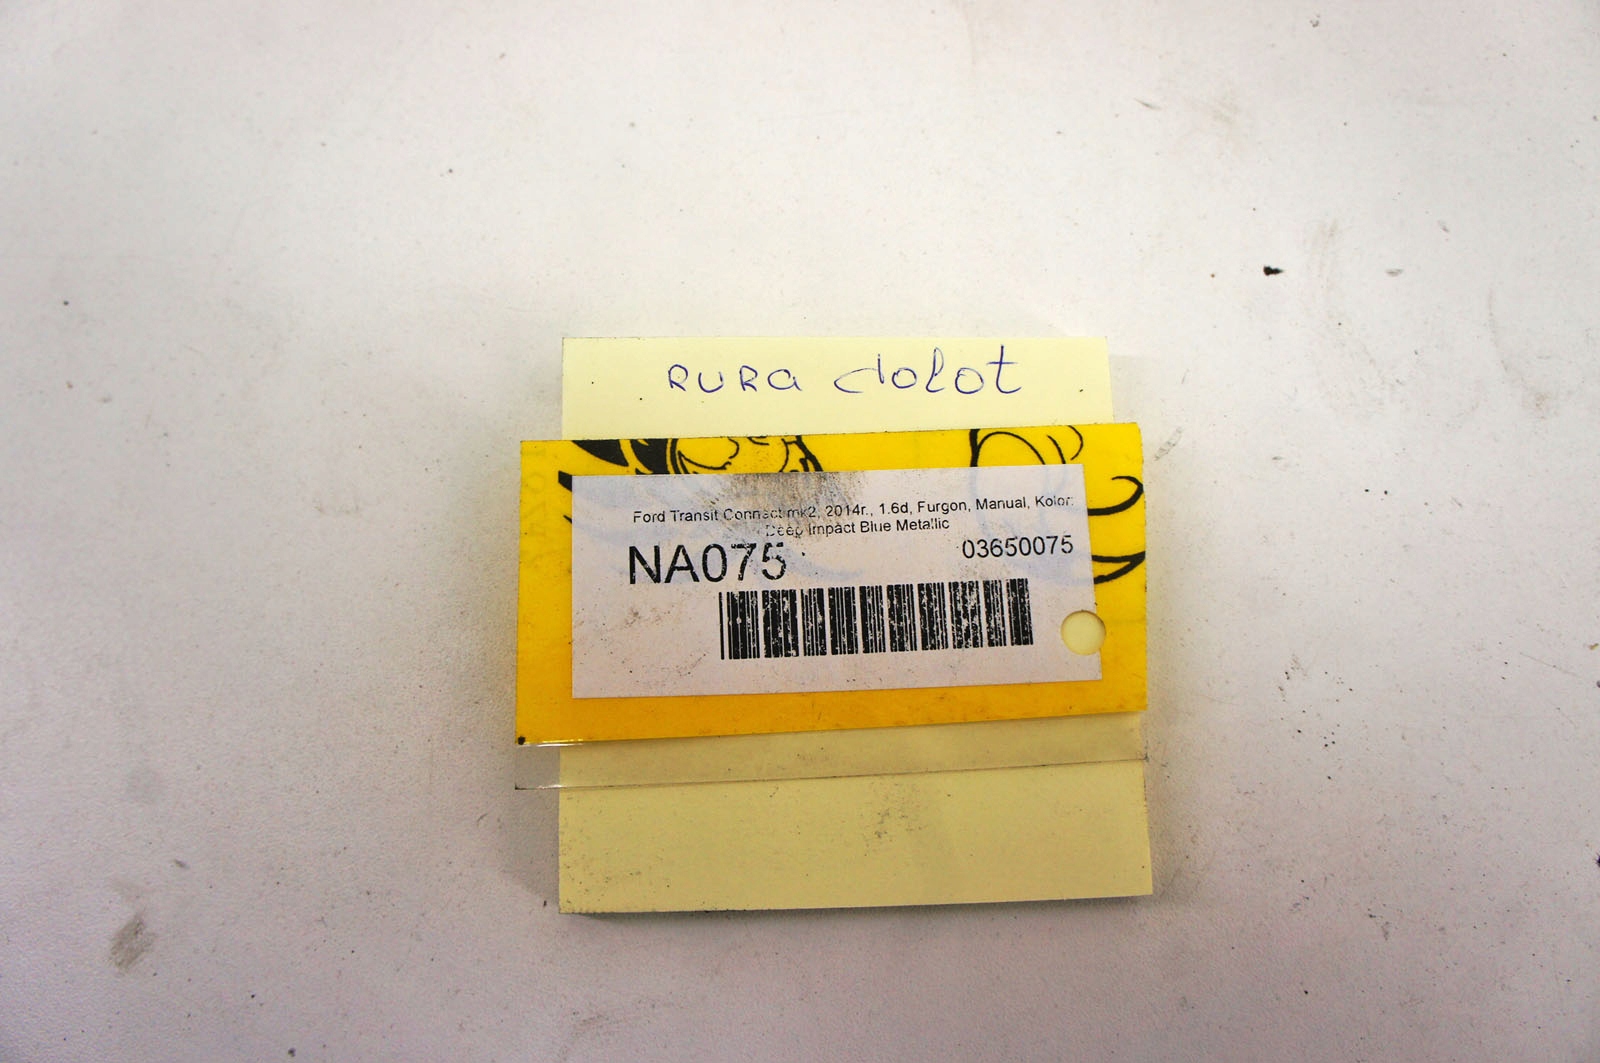 RURa dolot
Ford Transit Connect mk2, 2014r., 1.6d, Furgon, Manual, Kolor:
Deep Impact Blue Metallic
NA075
03650075